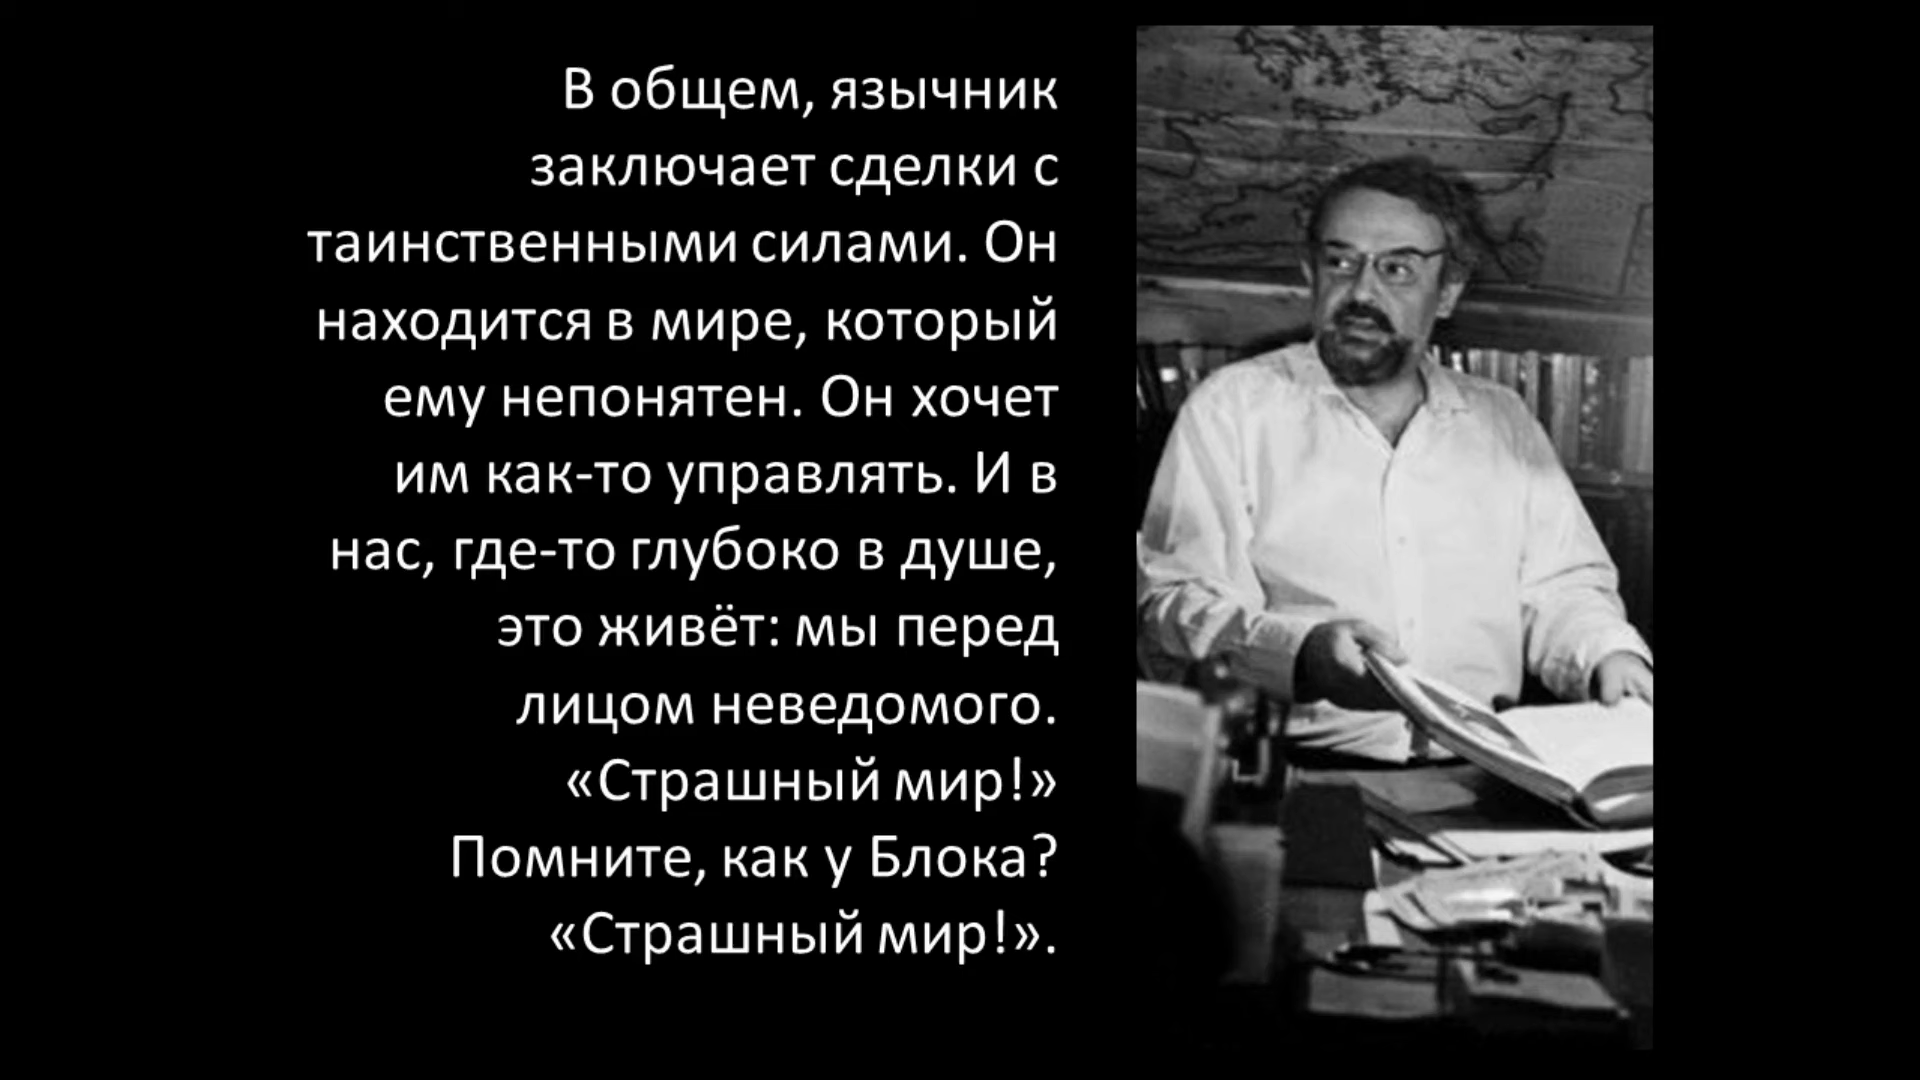 В общем, язычник
заключает сделки с
таинственными силами. Он
находится в мире, который
ему непонятен. Он хочет
им как-то управлять. И в
нас, где-то глубоко в душе,
это живёт: мы перед
лицом неведомого.
«Страшный мир!»
Помните, как у Блока?
«Страшный мир!».